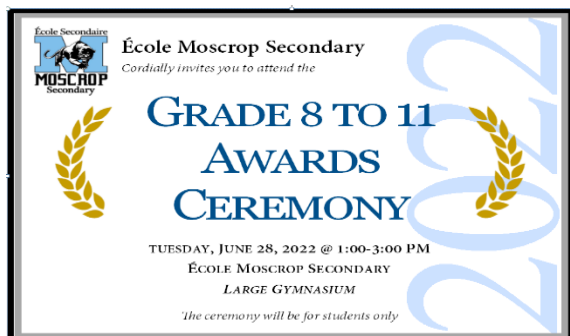 École Secondaire
M
MOSCROP
Secondary
École Moscrop Secondary
Cordially invites you to attend the
GRADE 8 TO 11
AWARDS
CEREMONY
TUESDAY, JUNE 28, 2022 @ 1:00-3:00 PM
ÉCOLE MOSCROP SECONDARY
LARGE GYMNASIUM
The ceremony will be for students only
2022